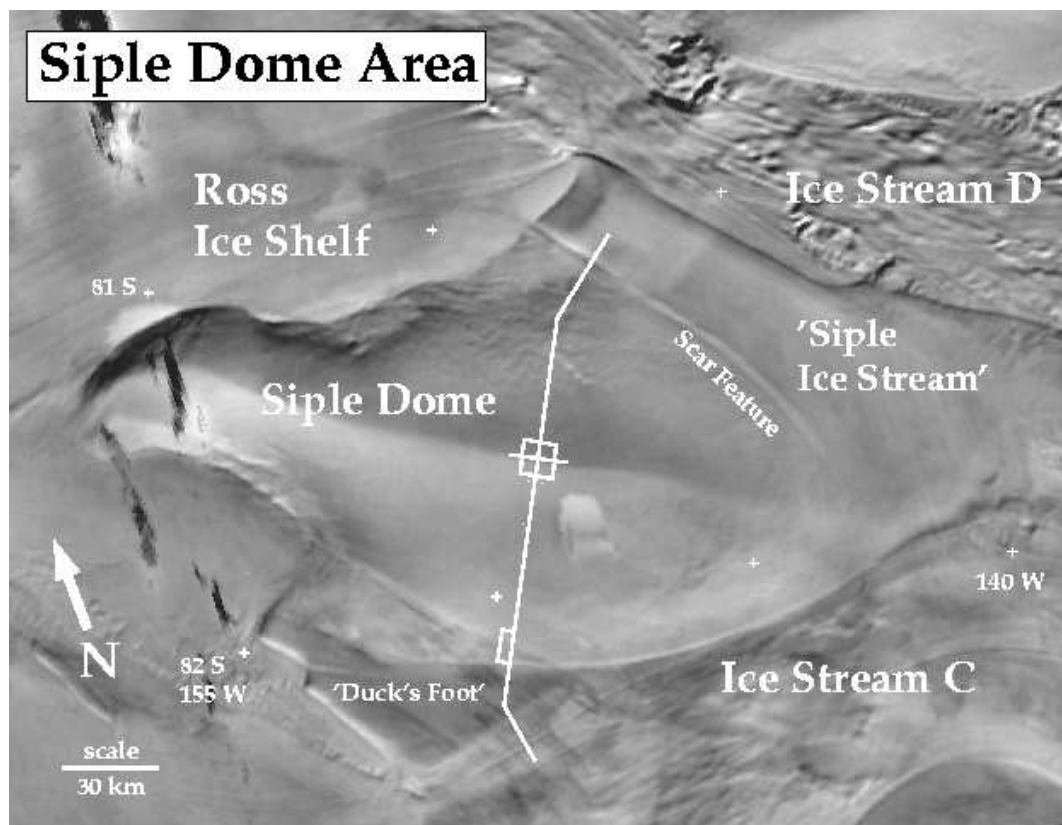 Siple Dome Area
Ross
Ice Shelf
Ice Stream D
81 S
'Siple
Ice Stream'
Scar Feature
Siple Dome
140 W
N
82 S
155 W
'Duck's Foot'
Ice Stream C
scale
30 km